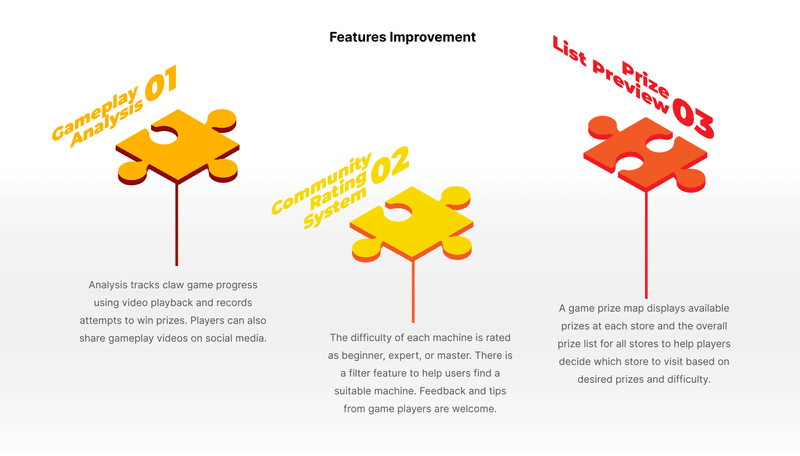 Features Improvement
Gameplay
Analysis
01
Analysis tracks claw game progress
using video playback and records
attempts to win prizes. Players can also
share gameplay videos on social media.
Community
Rating
System
02
The difficulty of each machine is rated
as beginner, expert, or master. There is
a filter feature to help users find a
suitable machine. Feedback and tips
from game players are welcome.
Prize
List Preview
03
A game prize map displays available
prizes at each store and the overall
prize list for all stores to help players
decide which store to visit based on
desired prizes and difficulty.